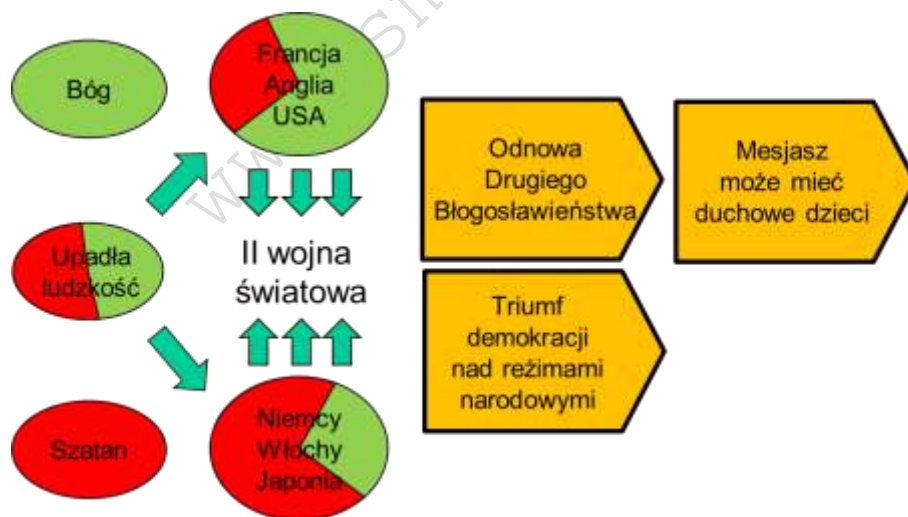 Bóg
Francja
Anglia
USA
Upadła
ludzkość
II wojna
światowa
Szatan
Niemcy
Włochy
Japonia
Odnowa
Drugiego
Błogosławieństwa
Mesjasz
może mieć
duchowe dzieci
Triumf
demokracji
nad reżimami
narodowymi